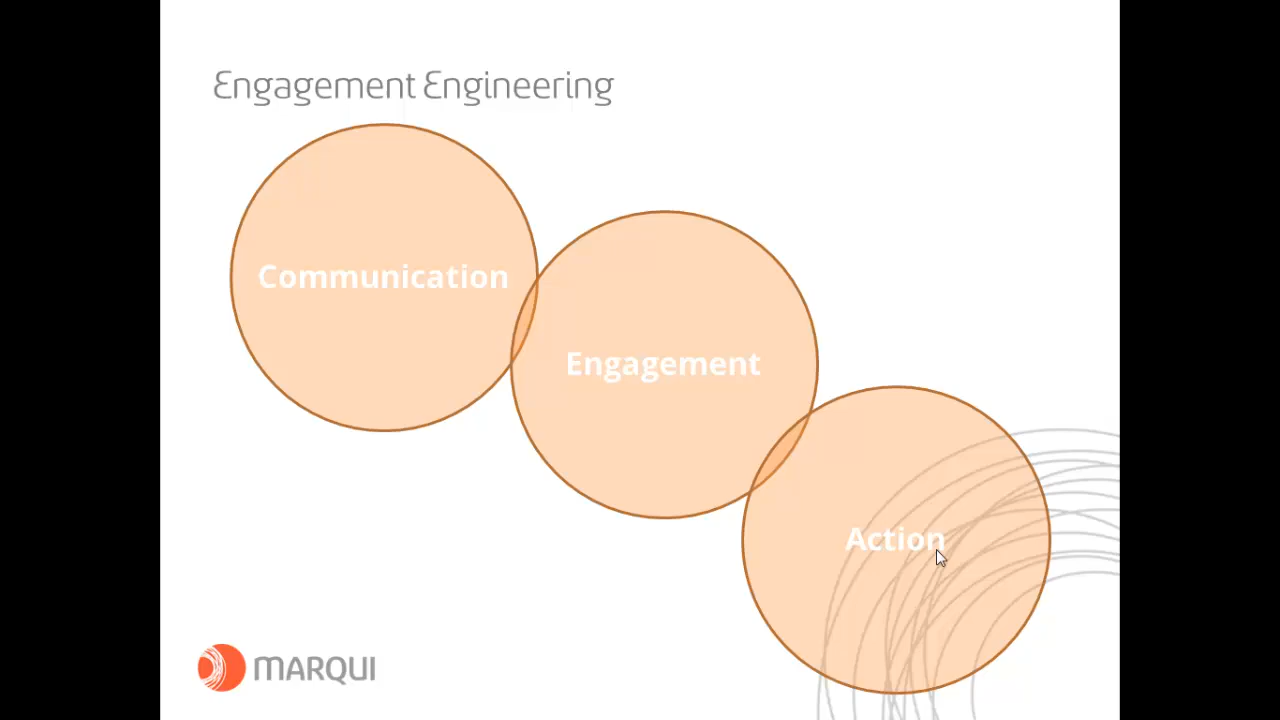 Engagement Engineering
Communication
Engagement
Action
MARQUI